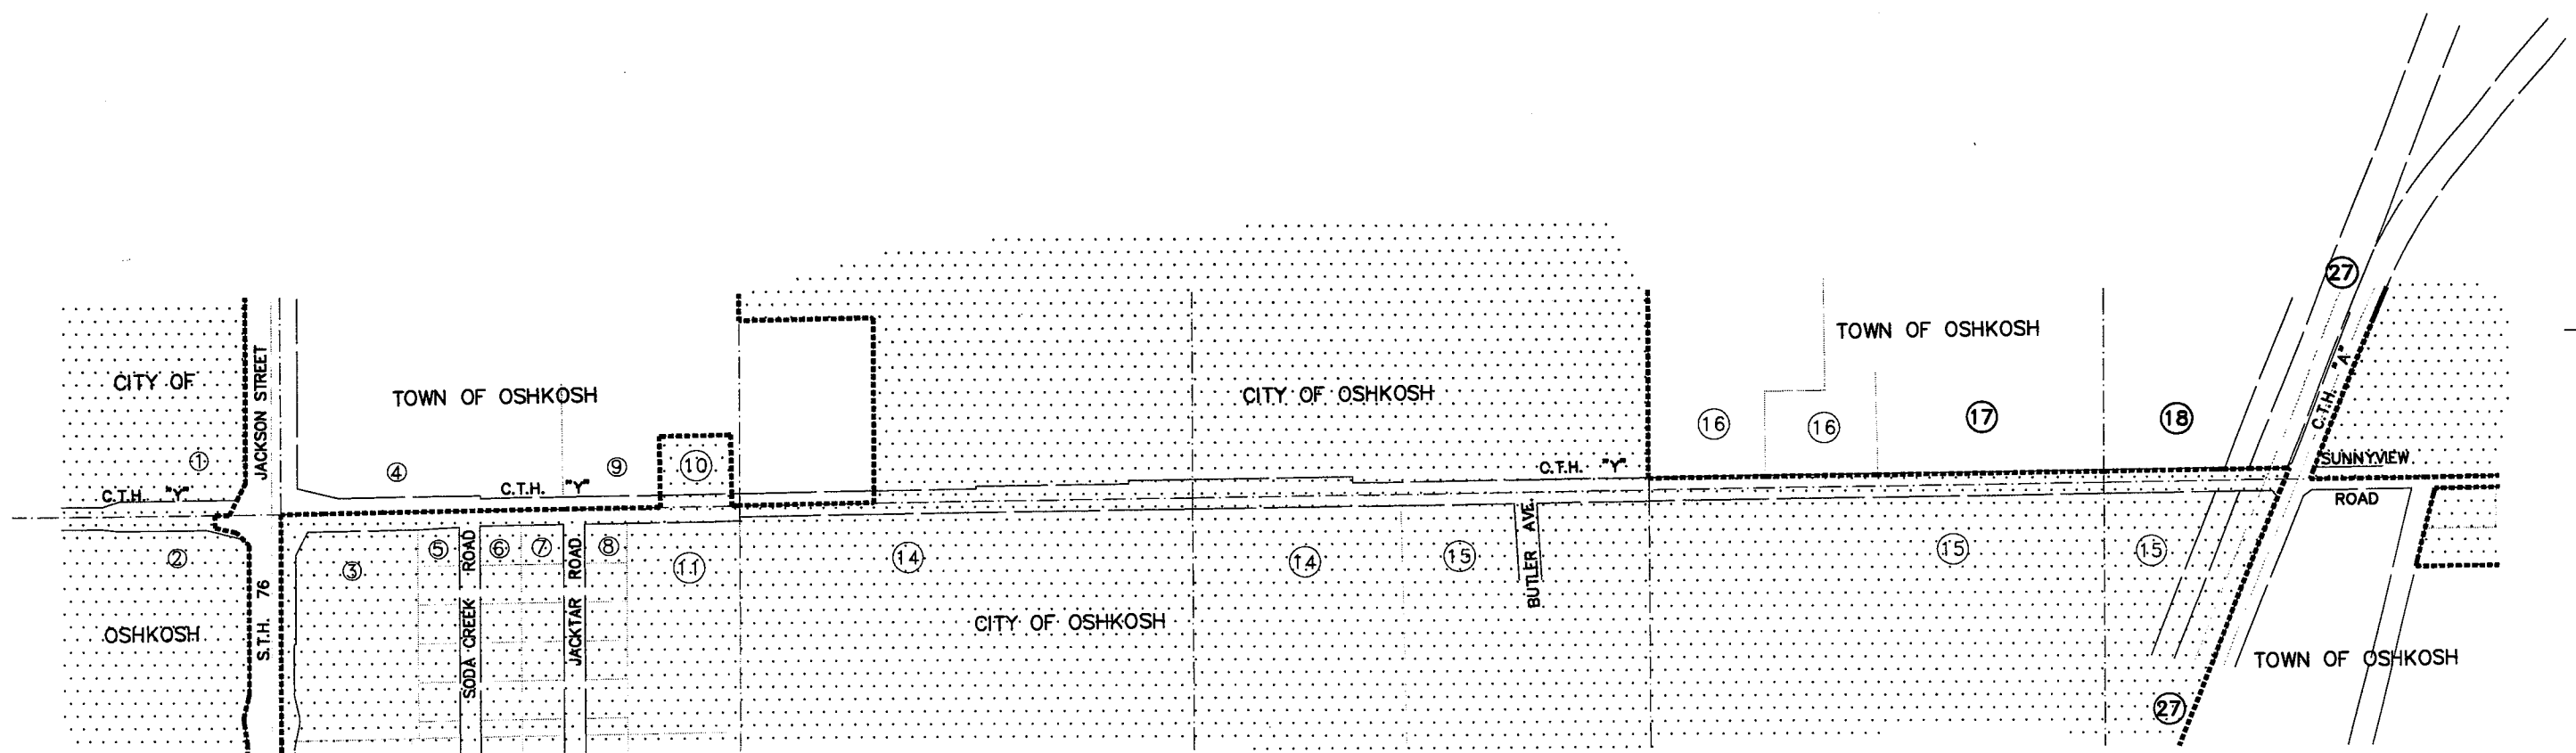 27
TOWN OF OSHKOSH
CITY OF
JACKSON STREET
TOWN OF OSHKOSH
CITY OF OSHKOSH
C.T.H. "A"
16
16
17
18
1
4
9
10
C.T.H. "Y"
C.T.H. "Y"
C.T.H. "Y"
SUNNYVIEW
ROAD
2
3
5
6
7
8
11
14
14
15
15
15
SODA CREEK ROAD
JACKTAR ROAD
BUTLER AVE.
OSHKOSH
S.T.H. 76
CITY OF OSHKOSH
TOWN OF OSHKOSH
27